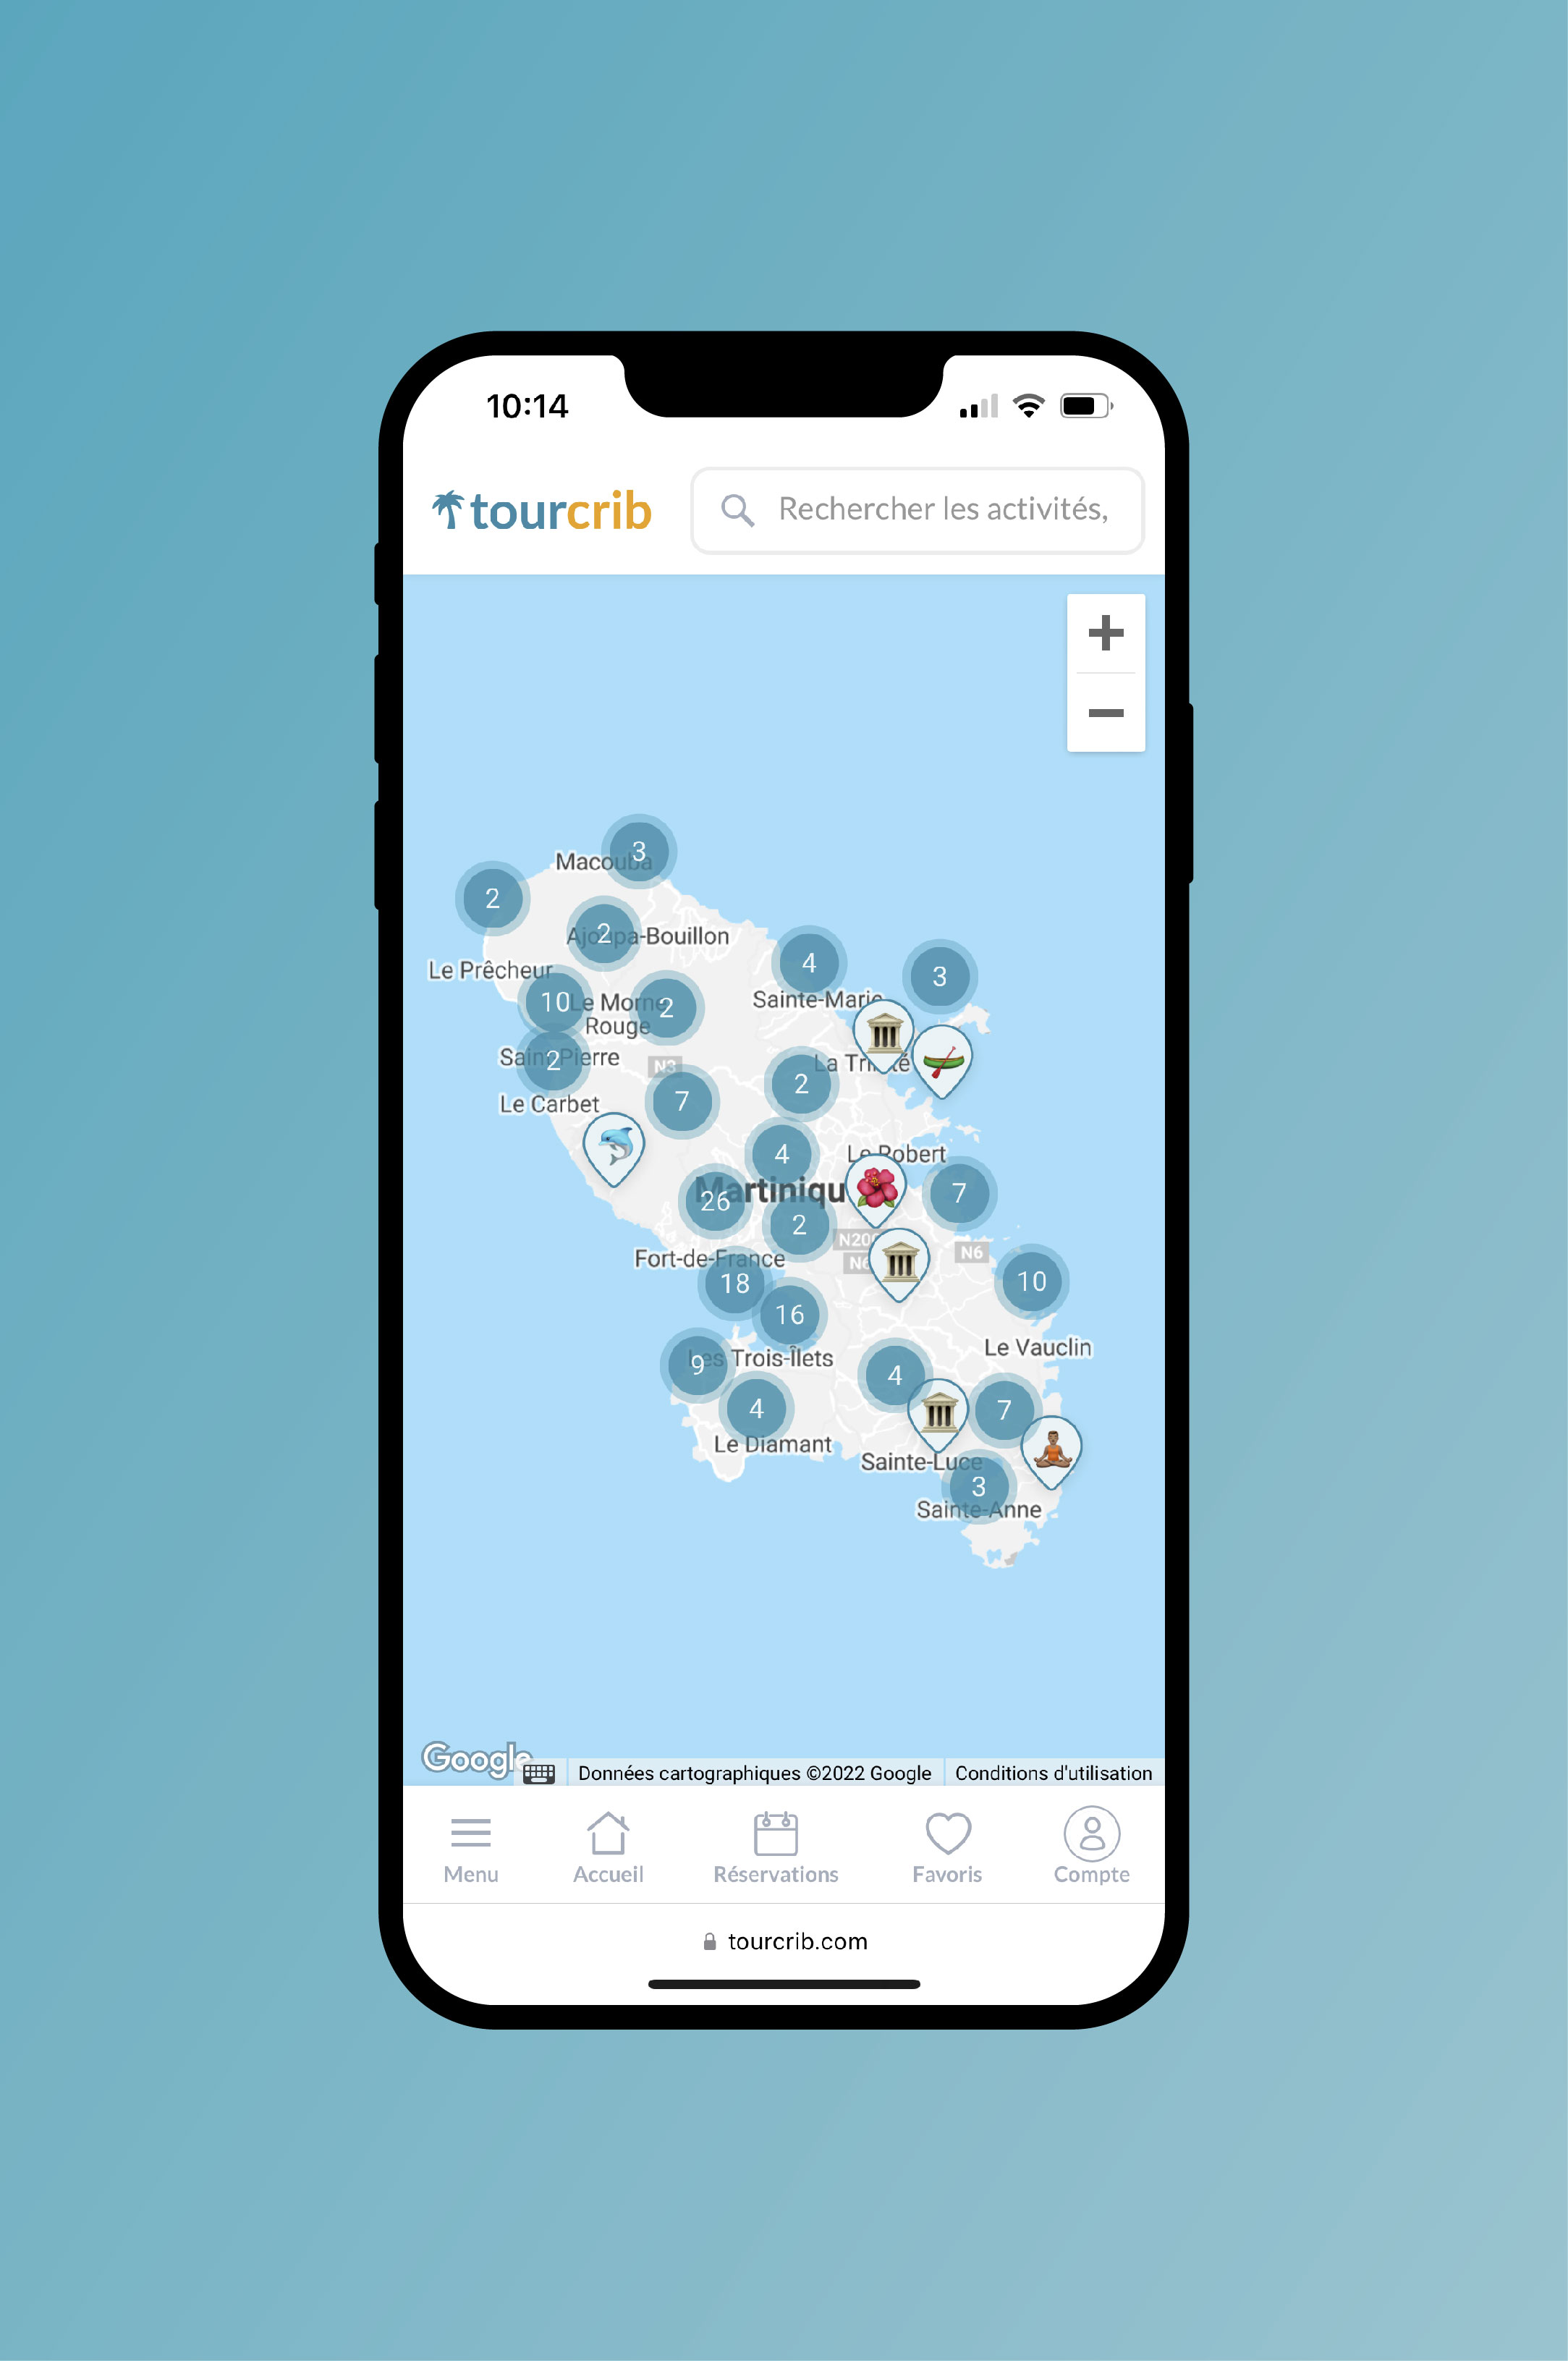 10:14
tourcrib
Rechercher les activités,
3
Macouba
2
2
Ajoupa-Bouillon
4
3
Le Prêcheur
10
Le Morne
Rouge
2
Sainte-Marie
Saint-Pierre
2
N3
La Trinité
2
7
Le Carbet
4
Le Robert
26
Martiniqu
7
2
N6
Fort-de-France
N6
18
10
16
Le Vauclin
9
Les Trois-Îlets
4
4
7
Le Diamant
Sainte-Luce
3
Sainte-Anne
Google
Données cartographiques ©2022 Google
Conditions d'utilisation
Menu
Accueil
Réservations
Favoris
Compte
tourcrib.com